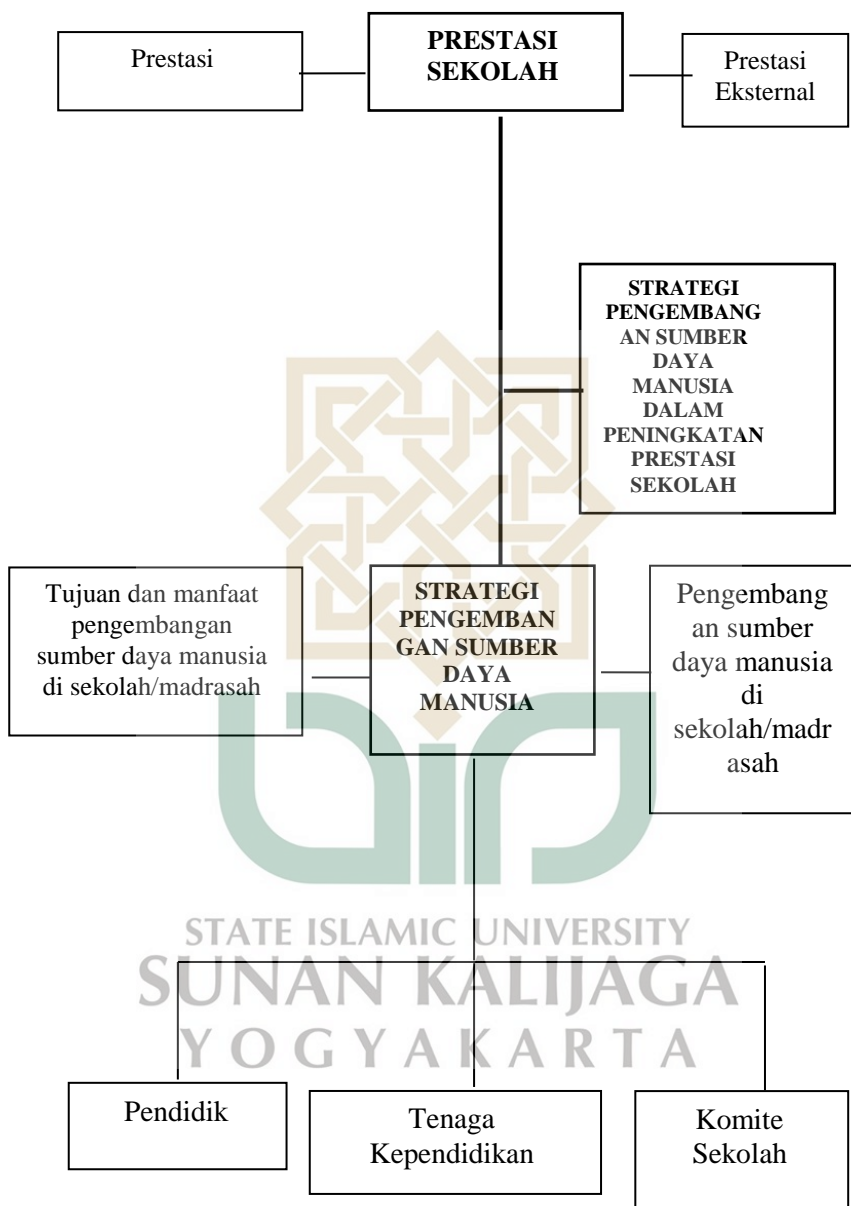 Prestasi
PRESTASI
SEKOLAH
Prestasi
Eksternal
STRATEGI
PENGEMBANG
AN SUMBER
DAYA
MANUSIA
DALAM
PENINGKATAN
PRESTASI
SEKOLAH
Tujuan dan manfaat
pengembangan
sumber daya manusia
di sekolah/madrasah
STRATEGI
PENGEMBAN
GAN SUMBER
DAYA
MANUSIA
Pengembang
an sumber
daya manusia
di
sekolah/madr
asah
STATE ISLAMIC UNIVERSITY
SUNAN KALIJAGA
YOGYAKARTA
Pendidik
Tenaga
Kependidikan
Komite
Sekolah